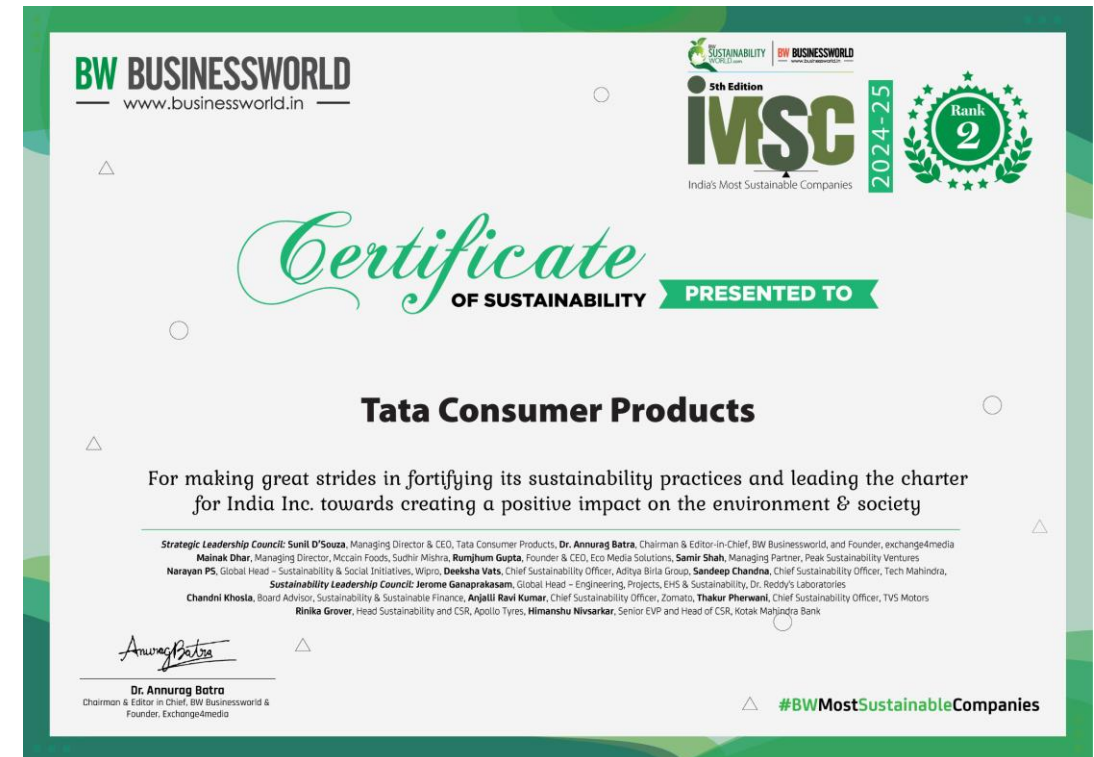 BW BUSINESSWORLD
www.businessworld.in
BW SUSTAINABILITY WORLD.com
BW BUSINESSWORLD
www.businessworld.in
5th Edition
iMSC
India's Most Sustainable Companies
2024-25
Rank
2
Certificate
OF SUSTAINABILITY
PRESENTED TO
Tata Consumer Products
For making great strides in fortifying its sustainability practices and leading the charter
for India Inc. towards creating a positive impact on the environment & society
Strategic Leadership Council: Sunil D'Souza, Managing Director & CEO, Tata Consumer Products, Dr. Annurag Batra, Chairman & Editor-in-Chief, BW Businessworld, and Founder, exchange4media
Mainak Dhar, Managing Director, Mccain Foods, Sudhir Mishra, Rumjhum Gupta, Founder & CEO, Eco Media Solutions, Samir Shah, Managing Partner, Peak Sustainability Ventures
Narayan PS, Global Head – Sustainability & Social Initiatives, Wipro, Deeksha Vats, Chief Sustainability Officer, Aditya Birla Group, Sandeep Chandna, Chief Sustainability Officer, Tech Mahindra,
Sustainability Leadership Council: Jerome Ganaprakasam, Global Head – Engineering, Projects, EHS & Sustainability, Dr. Reddy's Laboratories
Chandni Khosla, Board Advisor, Sustainability & Sustainable Finance, Anjalli Ravi Kumar, Chief Sustainability Officer, Zomato, Thakur Pherwani, Chief Sustainability Officer, TVS Motors
Rinika Grover, Head Sustainability and CSR, Apollo Tyres, Himanshu Nivsarkar, Senior EVP and Head of CSR, Kotak Mahindra Bank
Anurag Batra
Dr. Annurag Batra
Chairman & Editor in Chief, BW Businessworld &
Founder, Exchange4media
#BWMostSustainableCompanies